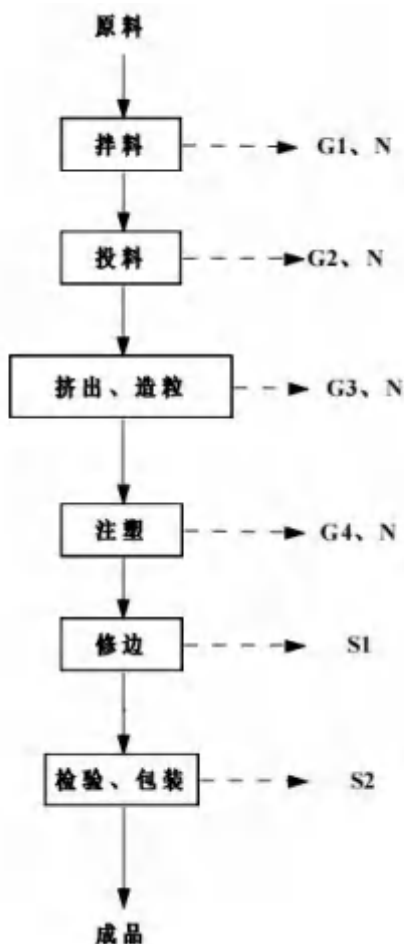 原料
拌料
G1、N
投料
G2、N
挤出、造粒
G3、N
注塑
G4、N
修边
S1
检验、包装
S2
成品